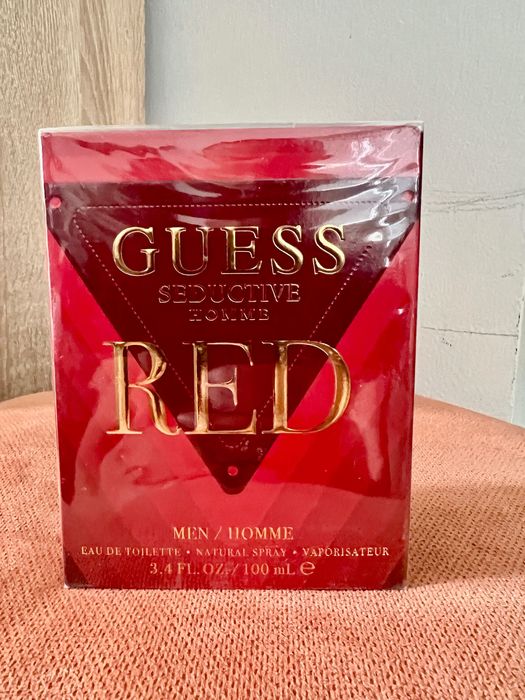 GUESS
SEDUCTIVE
HOMME
RED
MEN / HOMME
EAU DE TOILETTE • NATURAL SPRAY • VAPORISATEUR
3.4 FL. OZ / 100 mL ℮